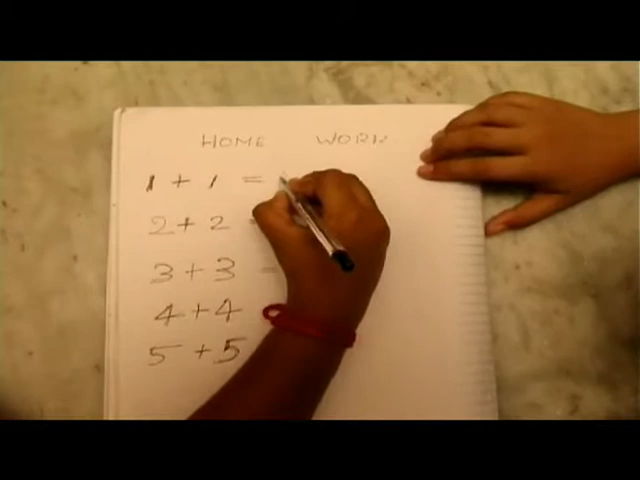 HOME WORK
1 + 1 =
2 + 2 =
3 + 3 =
4 + 4
5 + 5